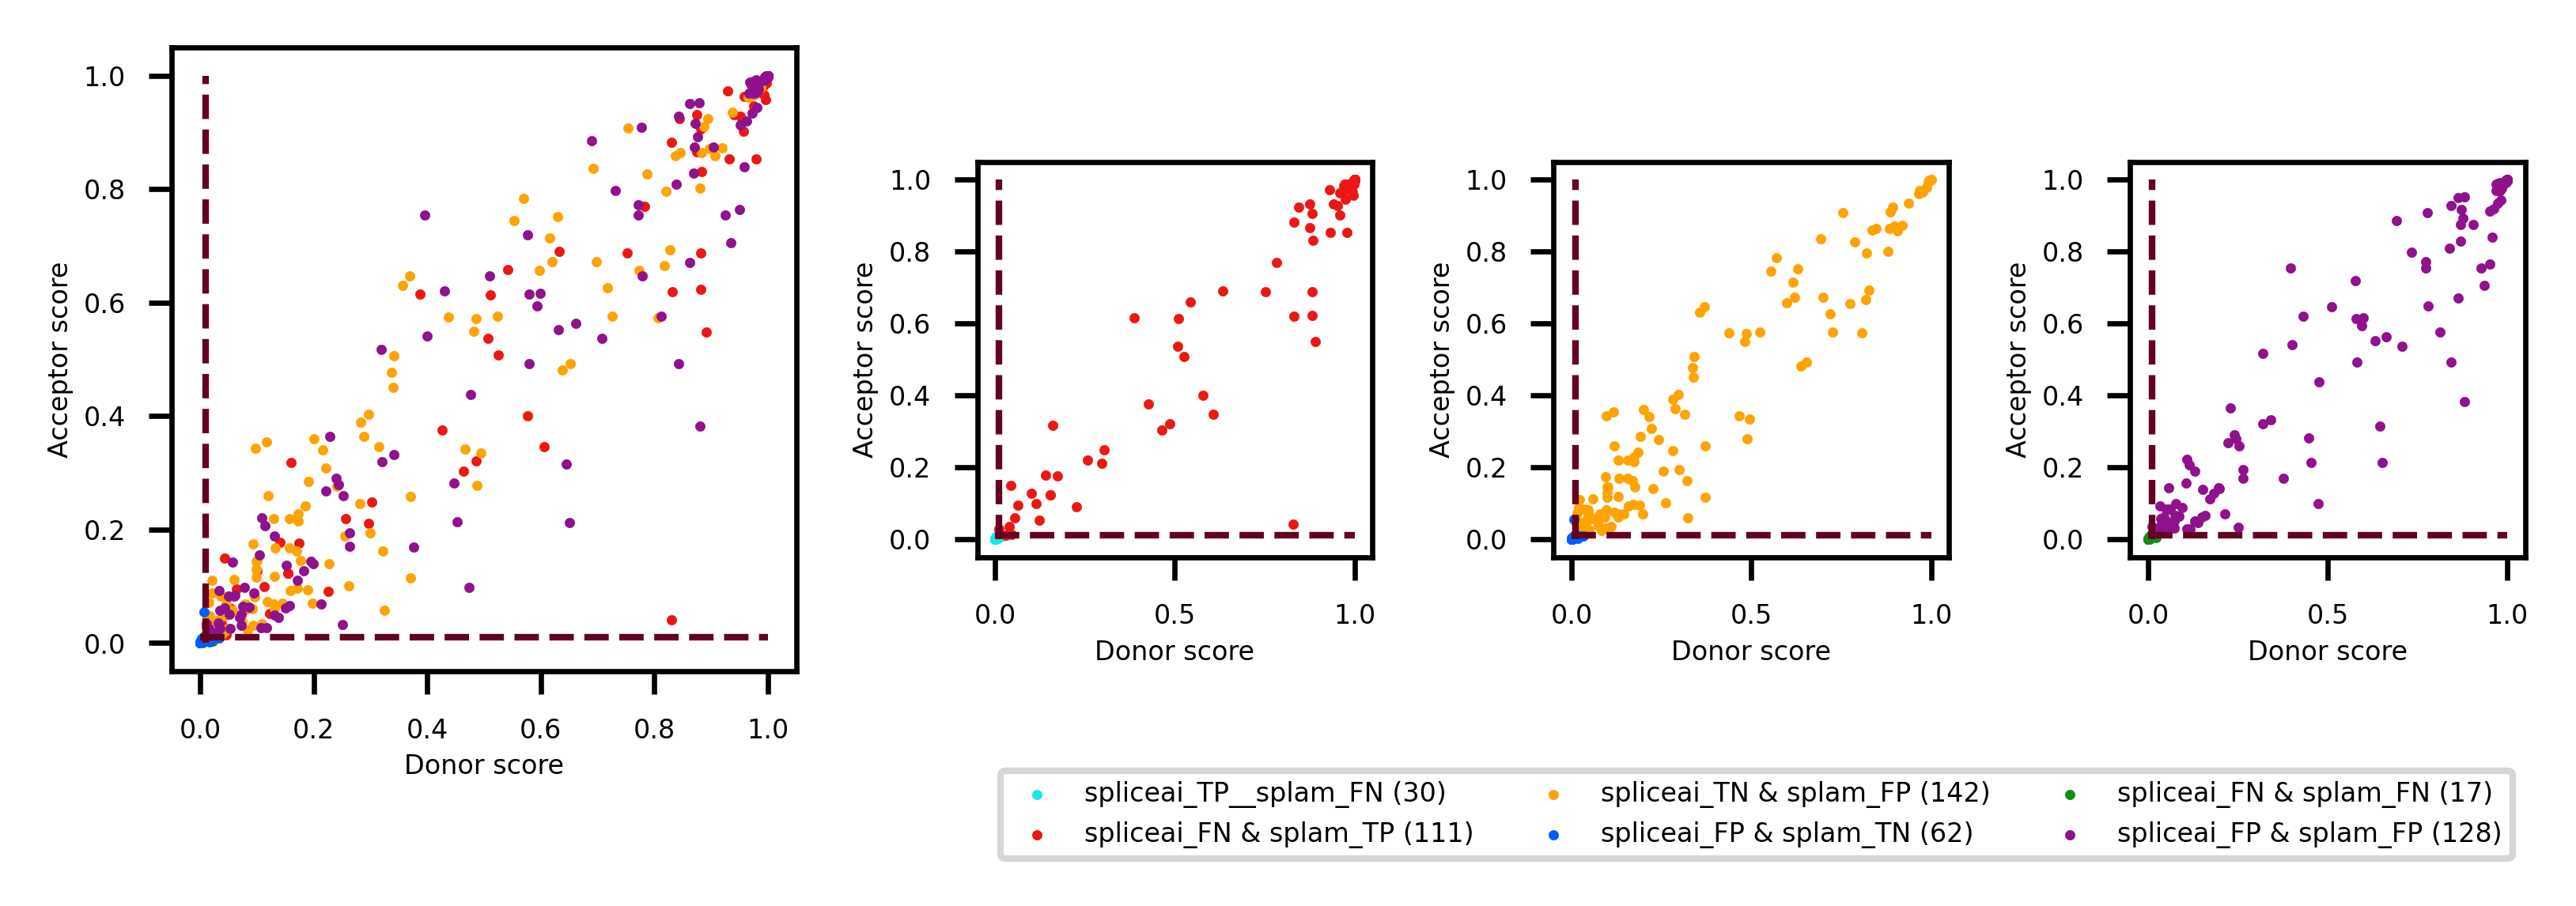 1.0
0.8
0.6
0.4
0.2
0.0
Acceptor score
0.0 0.2 0.4 0.6 0.8 1.0
Donor score
1.0
0.8
0.6
0.4
0.2
0.0
Acceptor score
0.0 0.5 1.0
Donor score
1.0
0.8
0.6
0.4
0.2
0.0
Acceptor score
0.0 0.5 1.0
Donor score
1.0
0.8
0.6
0.4
0.2
0.0
Acceptor score
0.0 0.5 1.0
Donor score
spliceai_TP__splam_FN (30)
spliceai_FN & splam_TP (111)
spliceai_TN & splam_FP (142)
spliceai_FP & splam_TN (62)
spliceai_FN & splam_FN (17)
spliceai_FP & splam_FP (128)